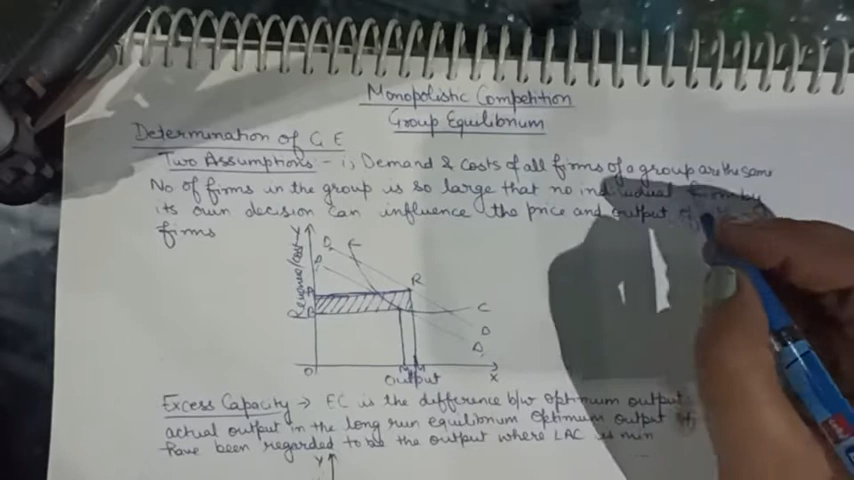 Monopolistic Competition
Group Equilibrium
Determination of G E
Two Assumptions - i, Demand & costs of all firms of a group are the same
No of firms in the group is so large that no individual firm by
its own decision can influence the price and output of
firms
Y
Revenue/cost
D
C
R
C
D
D
O
Output
X
Excess Capacity → EC is the difference b/w optimum output
actual output in the long run equilibrium optimum output
have been regarded to be the output where LAC is min
Y